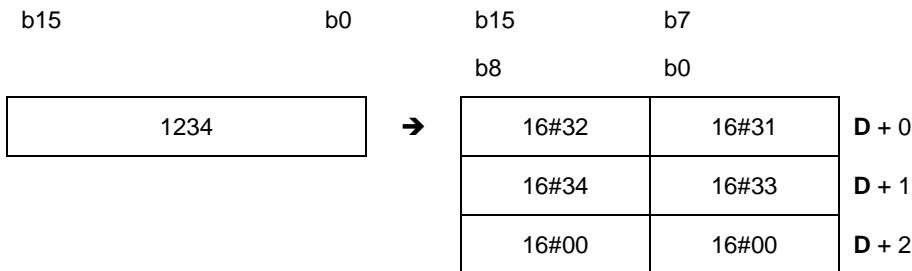 b15 b0 b15 b7
b8 b0
1234 ➔ 16#32 16#31 D + 0
16#34 16#33 D + 1
16#00 16#00 D + 2